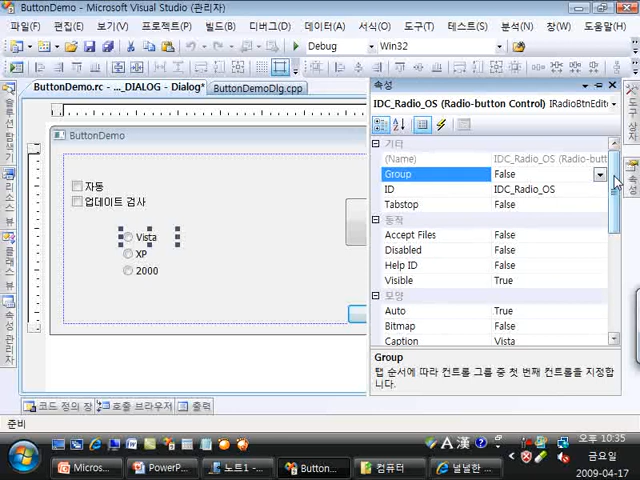 ButtonDemo - Microsoft Visual Studio (관리자)
파일(F) 편집(E) 보기(V) 프로젝트(P) 빌드(B) 디버그(D) 데이터(A) 서식(O) 도구(T) 테스트(S) 분석(N) 창(W) 도움말(H)
Debug Win32
ButtonDemo.rc - ..._DIALOG - Dialog* ButtonDemoDlg.cpp
속성
IDC_Radio_OS (Radio-button Control) IRadioBtnEdit
ButtonDemo
자동
업데이트 검사
Vista
XP
2000
기타
(Name) IDC_Radio_OS (Radio-butt
Group False
ID IDC_Radio_OS
Tabstop False
동작
Accept Files False
Disabled False
Help ID False
Visible True
모양
Auto True
Bitmap False
Caption Vista
Group
탭 순서에 따라 컨트롤 그룹 중 첫 번째 컨트롤을 지정합니다.
솔루션 탐색기
리소스 뷰
클래스 뷰
속성 관리자
도구 상자
속성
코드 정의 창 호출 브라우저 출력
준비
A 漢
오후 10:35
금요일
2009-04-17
Micros... PowerP... 노트1 - ... Button... 컴퓨터 널널한 ...